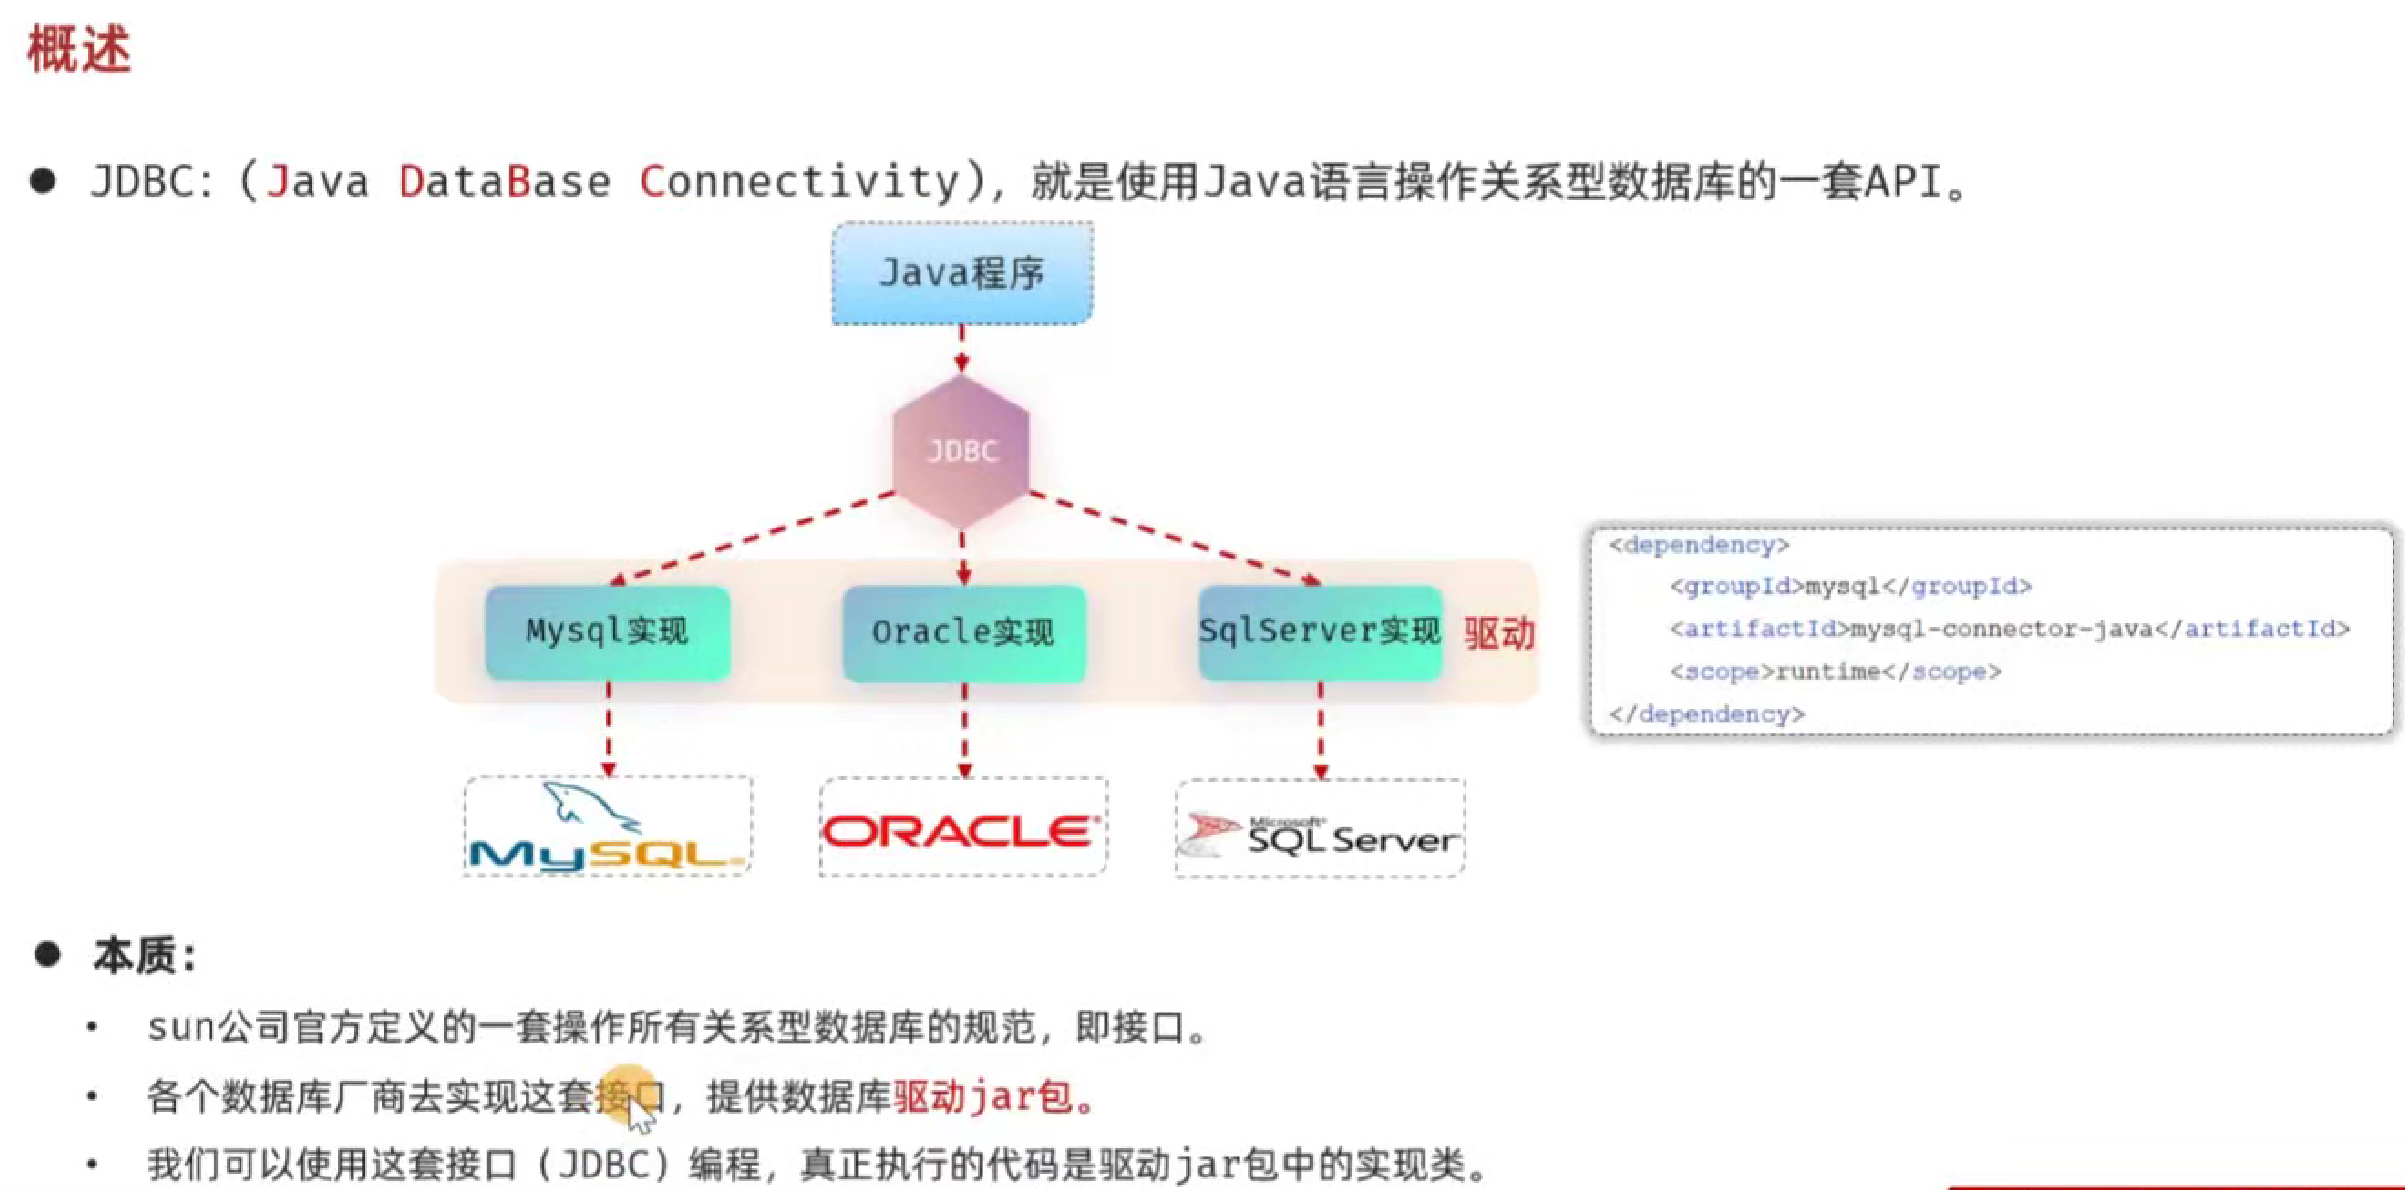 概述
● JDBC:（Java DataBase Connectivity），就是使用Java语言操作关系型数据库的一套API。
Java程序
JDBC
Mysql实现
Oracle实现
SqlServer实现
驱动
<dependency>
<groupId>mysql</groupId>
<artifactId>mysql-connector-java</artifactId>
<scope>runtime</scope>
</dependency>
MySQL®
ORACLE®
Microsoft®
SQL Server
● 本质：
• sun公司官方定义的一套操作所有关系型数据库的规范，即接口。
• 各个数据库厂商去实现这套接口，提供数据库驱动jar包。
• 我们可以使用这套接口（JDBC）编程，真正执行的代码是驱动jar包中的实现类。